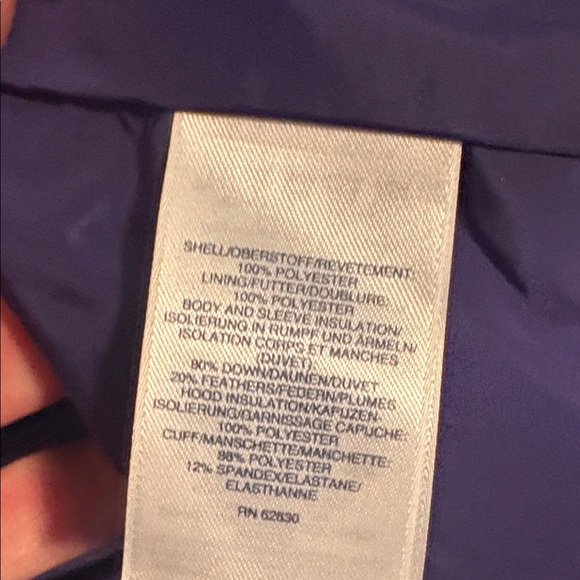 SHELL/OBERSTOFF/REVETEMENT:
100% POLYESTER
LINING/FUTTER/DOUBLURE:
100% POLYESTER
BODY AND SLEEVE INSULATION/
ISOLIERUNG IN RUMPF UND ÄRMELN/
ISOLATION CORPS ET MANCHES
(DUVET)
80% DOWN/DAUNEN/DUVET
20% FEATHERS/FEDERN/PLUMES
HOOD INSULATION/KAPUZEN-
ISOLIERUNG/GARNISSAGE CAPUCHE:
100% POLYESTER
CUFF/MANSCHETTE/MANCHETTE:
88% POLYESTER
12% SPANDEX/ELASTANE/
ELASTHANNE
RN 62830